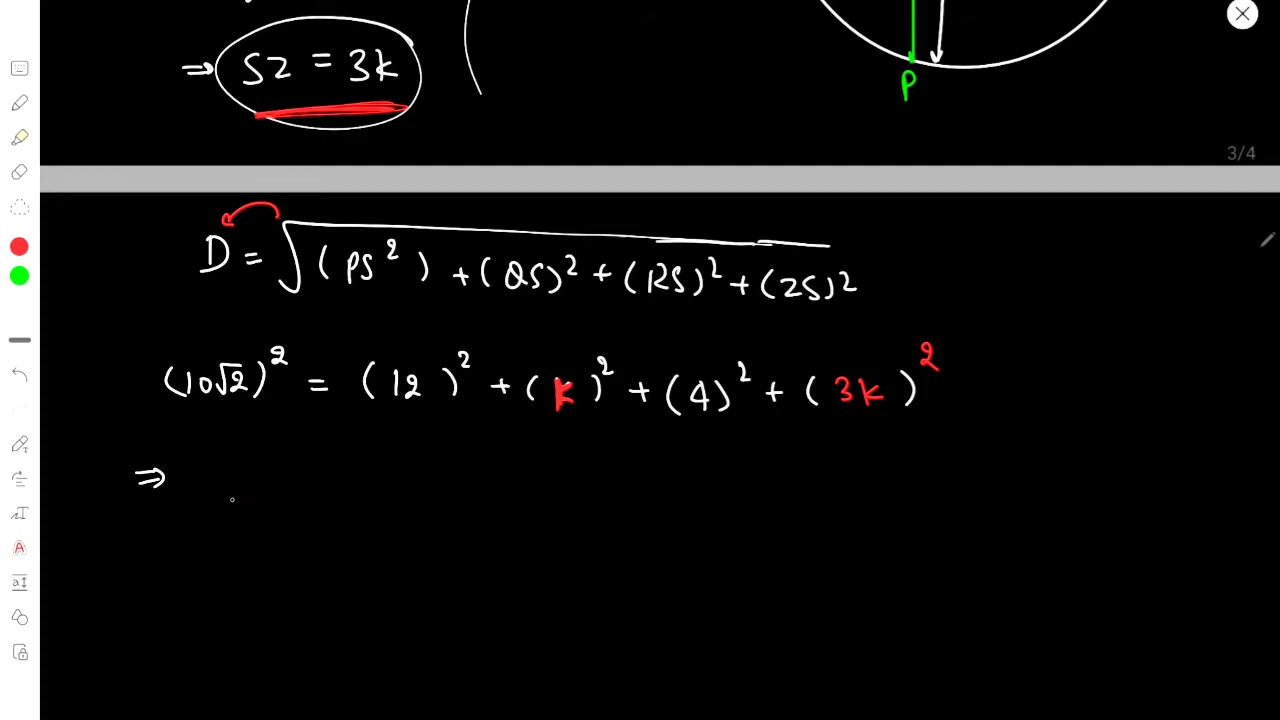 ⇒ SZ = 3k
P
3/4
D = √(PS²) + (QS)² + (RS)² + (ZS)²
(10√2)² = (12)² + (k)² + (4)² + (3k)²
⇒